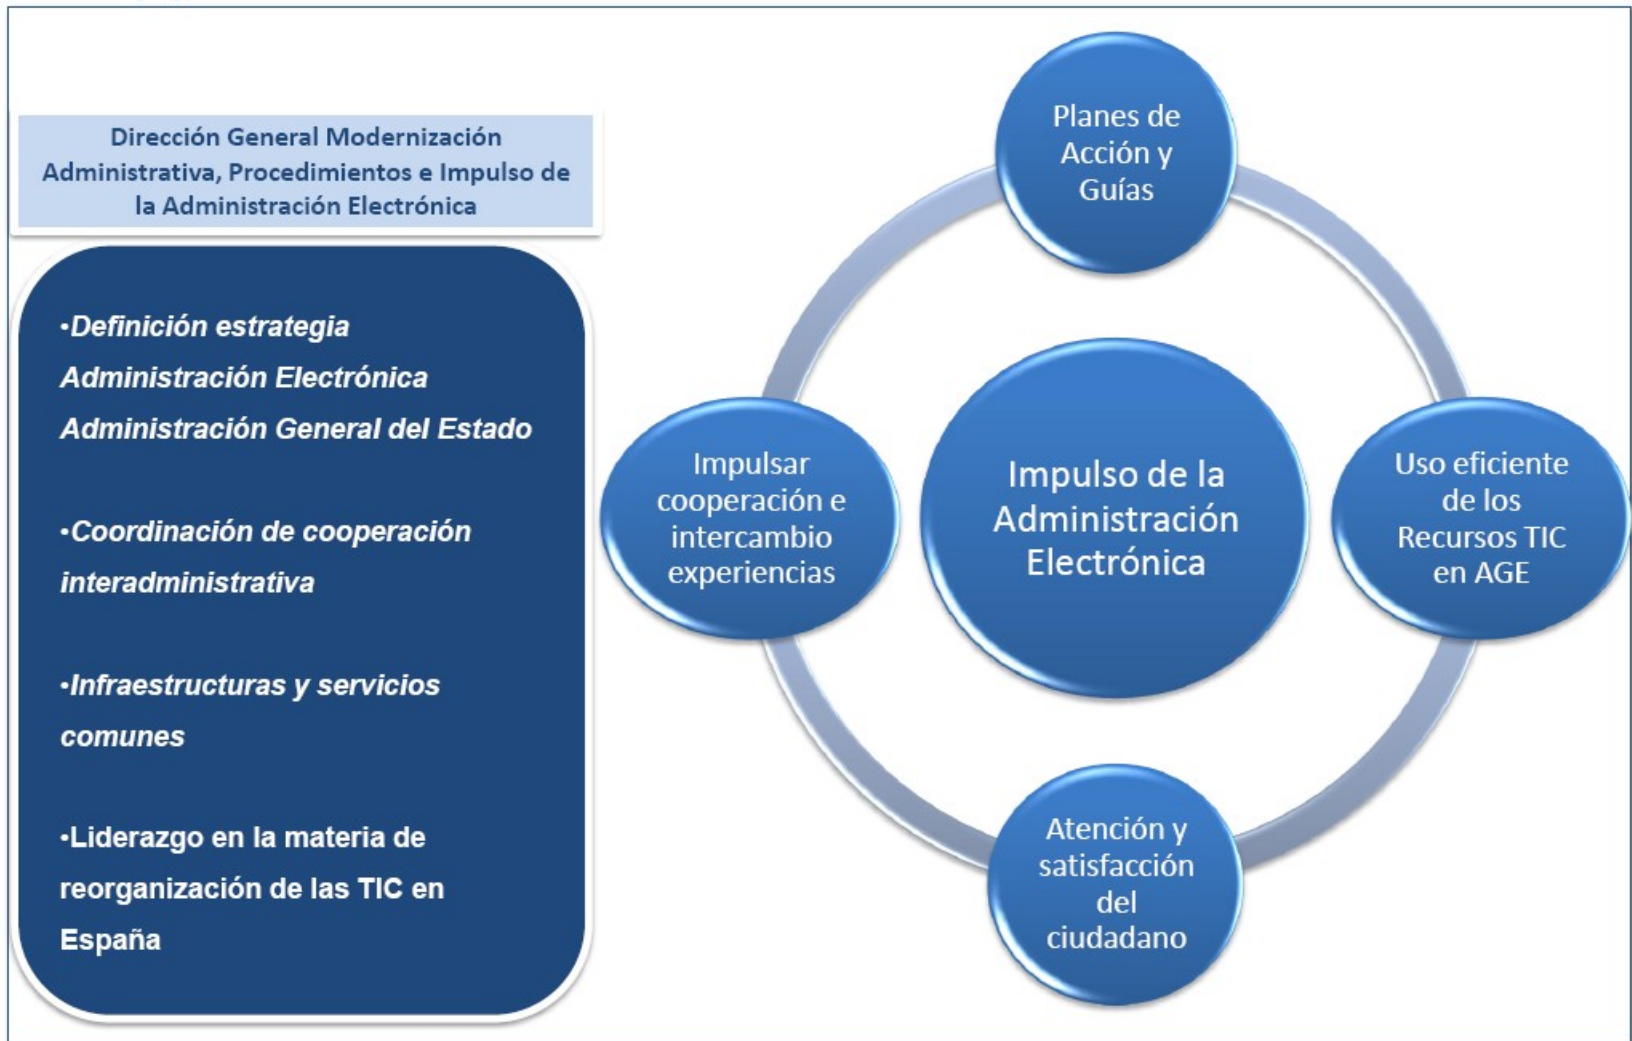 Dirección General Modernización
Administrativa, Procedimientos e Impulso de
la Administración Electrónica
•Definición estrategia
Administración Electrónica
Administración General del Estado
•Coordinación de cooperación
interadministrativa
•Infraestructuras y servicios
comunes
•Liderazgo en la materia de
reorganización de las TIC en
España
Planes de
Acción y
Guías
Impulsar
cooperación e
intercambio
experiencias
Impulso de la
Administración
Electrónica
Uso eficiente
de los
Recursos TIC
en AGE
Atención y
satisfacción
del
ciudadano